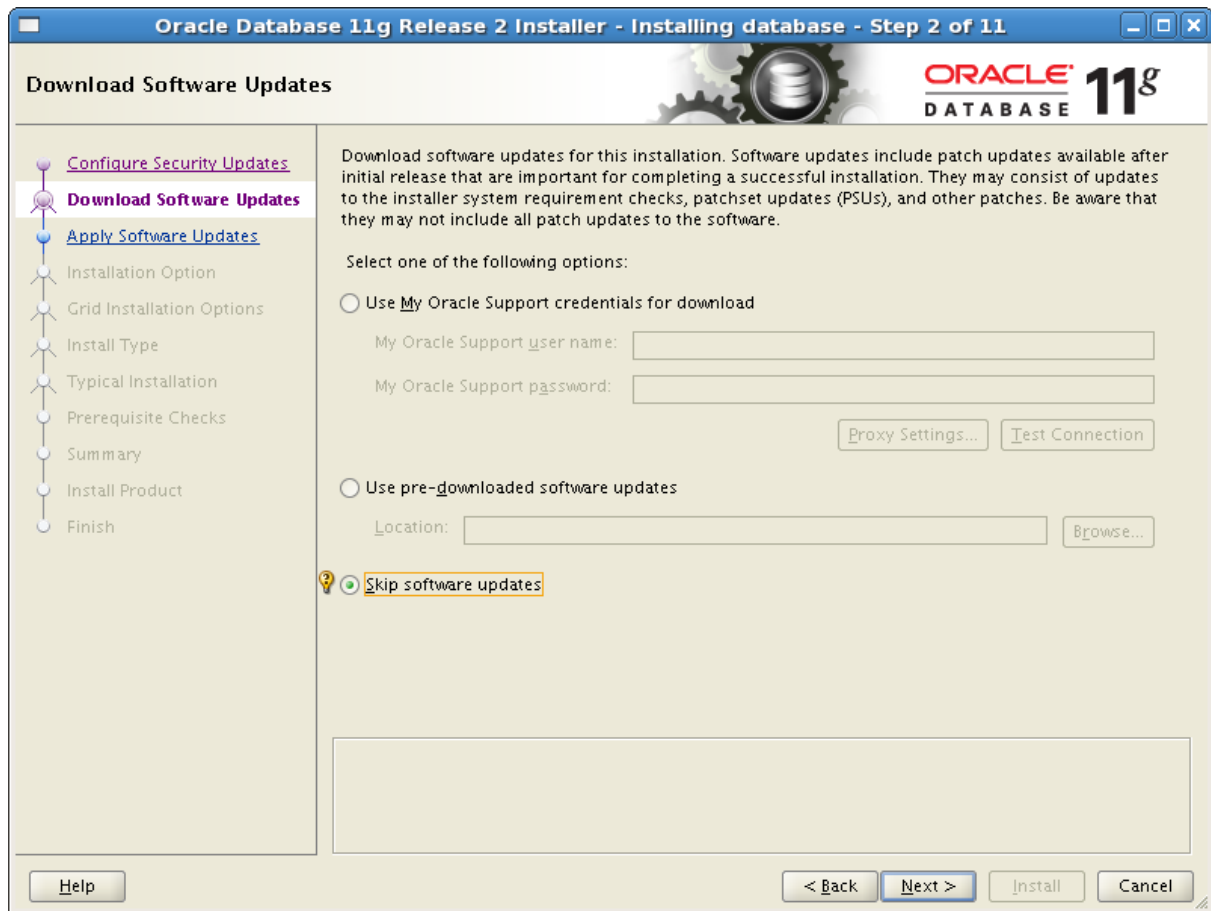 Oracle Database 11g Release 2 Installer - Installing database - Step 2 of 11
Download Software Updates
ORACLE®
DATABASE
11g
Configure Security Updates
Download Software Updates
Apply Software Updates
Installation Option
Grid Installation Options
Install Type
Typical Installation
Prerequisite Checks
Summary
Install Product
Finish
Download software updates for this installation. Software updates include patch updates available after
initial release that are important for completing a successful installation. They may consist of updates
to the installer system requirement checks, patchset updates (PSUs), and other patches. Be aware that
they may not include all patch updates to the software.
Select one of the following options:
Use My Oracle Support credentials for download
My Oracle Support user name:
My Oracle Support password:
Proxy Settings...
Test Connection
Use pre-downloaded software updates
Location:
Browse...
Skip software updates
Help
< Back
Next >
Install
Cancel